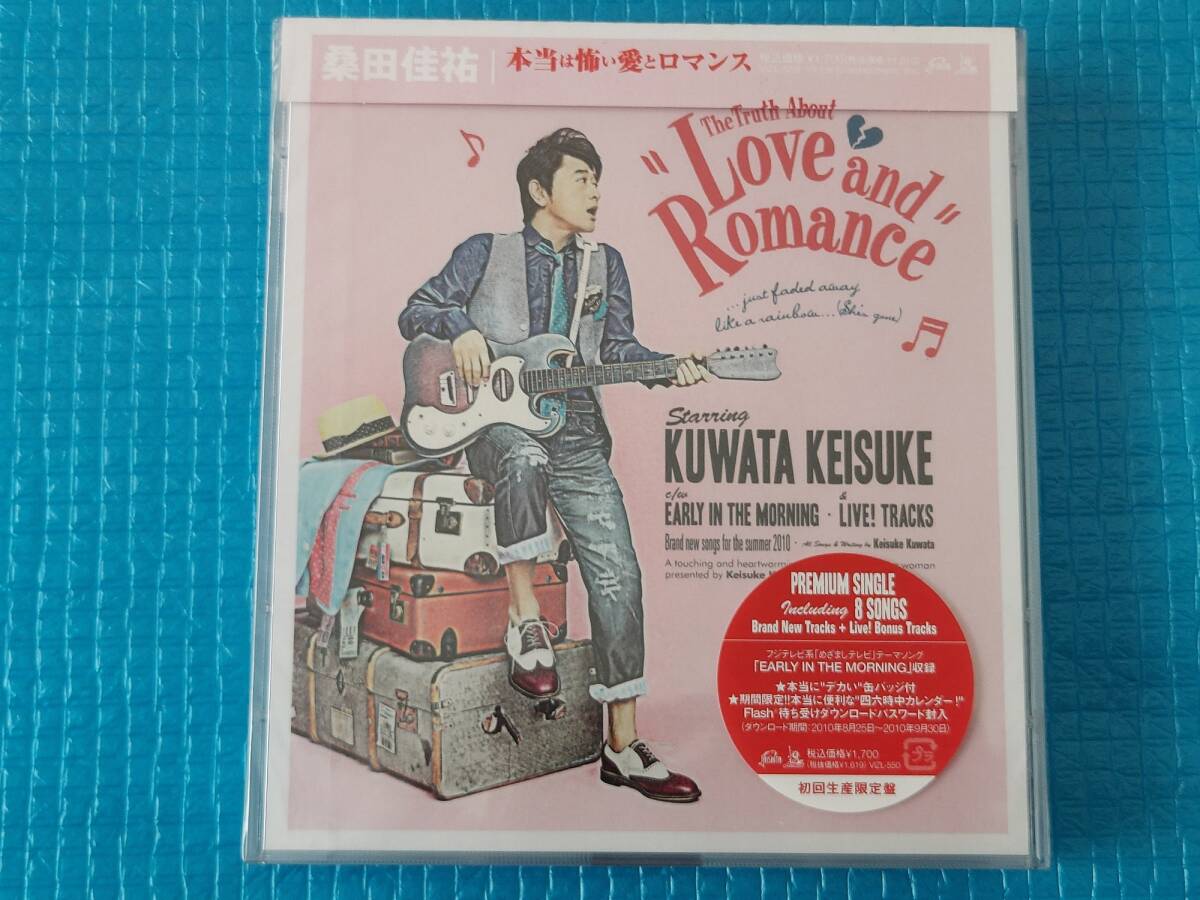 桑田佳祐 本当は怖い愛とロマンス
The Truth About
"Love and
Romance"
...just faded away
like a rainbow...(She's gone)
Starring
KUWATA KEISUKE
c/w &
EARLY IN THE MORNING · LIVE! TRACKS
Brand new songs for the summer 2010 · All Songs & Writing by Keisuke Kuwata
A touching and heartwarming woman
presented by Keisuke
PREMIUM SINGLE
Including 8 SONGS
Brand New Tracks + Live! Bonus Tracks
フジテレビ系「めざましテレビ」テーマソング
「EARLY IN THE MORNING」収録
★本当に"デカい"缶バッジ付
★期間限定!!本当に便利な"四六時中カレンダー!"
Flash®待ち受けダウンロードパスワード封入
(ダウンロード期間:2010年8月25日〜2010年9月30日)
税込価格¥1,700
(税抜価格¥1,619) VIZL-550
プラ
初回生産限定盤